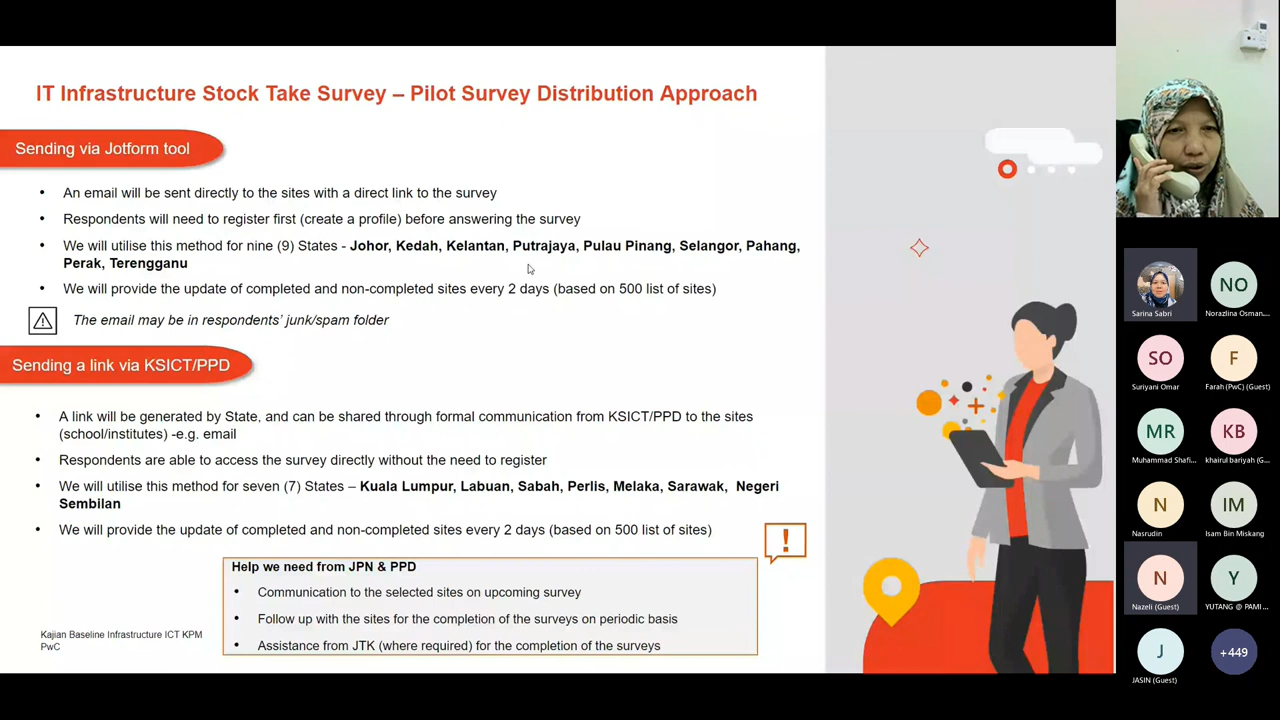 IT Infrastructure Stock Take Survey – Pilot Survey Distribution Approach
Sending via Jotform tool
• An email will be sent directly to the sites with a direct link to the survey
• Respondents will need to register first (create a profile) before answering the survey
• We will utilise this method for nine (9) States - Johor, Kedah, Kelantan, Putrajaya, Pulau Pinang, Selangor, Pahang,
Perak, Terengganu
• We will provide the update of completed and non-completed sites every 2 days (based on 500 list of sites)
The email may be in respondents' junk/spam folder
Sending a link via KSICT/PPD
• A link will be generated by State, and can be shared through formal communication from KSICT/PPD to the sites
(school/institutes) -e.g. email
• Respondents are able to access the survey directly without the need to register
• We will utilise this method for seven (7) States – Kuala Lumpur, Labuan, Sabah, Perlis, Melaka, Sarawak, Negeri
Sembilan
• We will provide the update of completed and non-completed sites every 2 days (based on 500 list of sites)
!
Help we need from JPN & PPD
• Communication to the selected sites on upcoming survey
• Follow up with the sites for the completion of the surveys on periodic basis
• Assistance from JTK (where required) for the completion of the surveys
Kajian Baseline Infrastructure ICT KPM
PwC
Sarina Sabri
NO
Norazlina Osman...
SO
Suriyani Omar
F
Farah (PwC) (Guest)
MR
Muhammad Shafi...
KB
khairul bariyah (G...
N
Nasrudin
IM
Isam Bin Miskang
N
Nazeli (Guest)
Y
YUTANG @ PAMI ...
J
JASIN (Guest)
+449